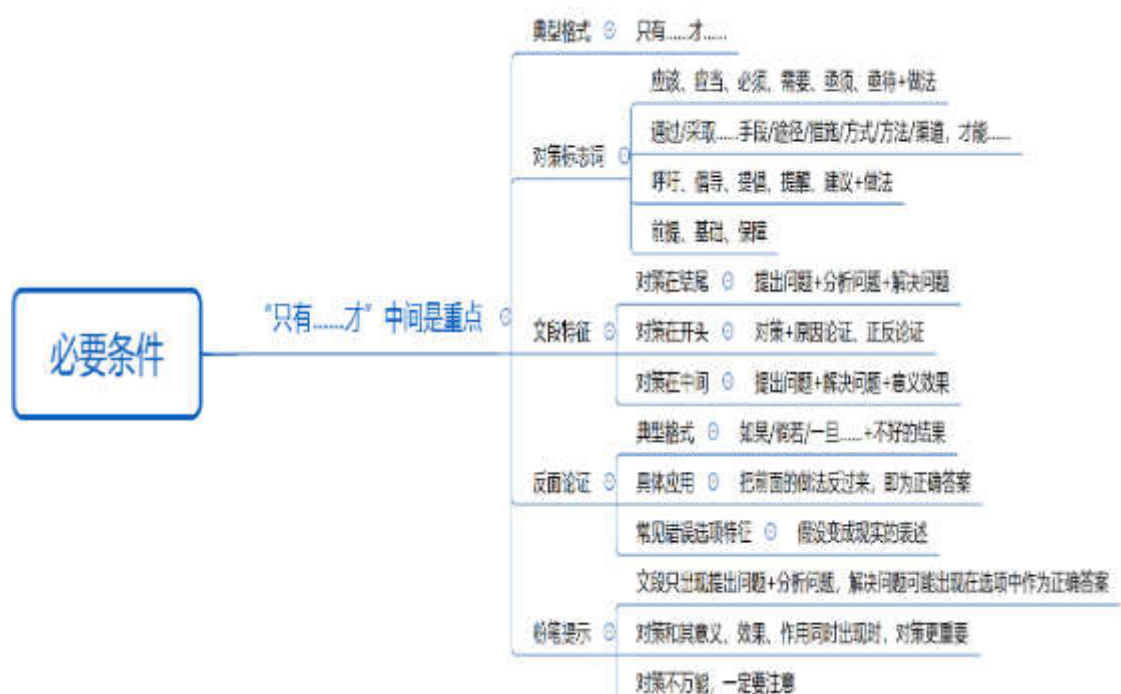 必要条件
“只有……才”中间是重点
典型格式
只有……才……
对策标志词
应该、应当、必须、需要、亟须、亟待+做法
通过/采取……手段/途径/措施/方式/方法/渠道，才能……
呼吁、倡导、提倡、提醒、建议+做法
前提、基础、保障
文段特征
对策在结尾
提出问题+分析问题+解决问题
对策在开头
对策+原因论证、正反论证
对策在中间
提出问题+解决问题+意义效果
反面论证
典型格式
如果/倘若/一旦……+不好的结果
具体应用
把前面的做法反过来，即为正确答案
常见错误选项特征
假设变成现实的表述
粉笔提示
文段只出现提出问题+分析问题，解决问题可能出现在选项中作为正确答案
对策和其意义、效果、作用同时出现时，对策更重要
对策不万能，一定要注意